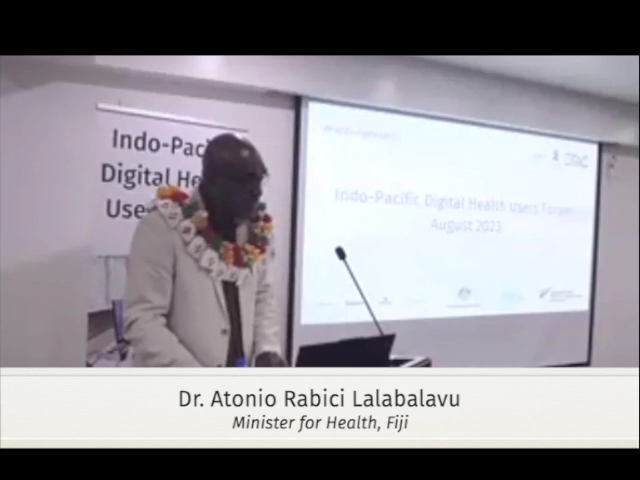 Indo-Pac
Digital He
Use
Indo-Pacific Digital Health Users Forum
August 2023
Dr. Atonio Rabici Lalabalavu
Minister for Health, Fiji